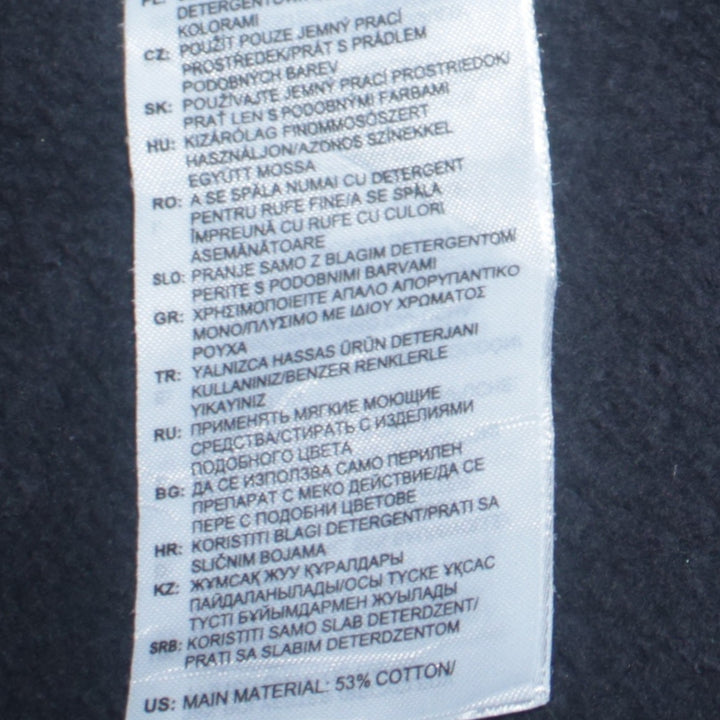 DETERGENTÓW
KOLORAMI
CZ: POUŽÍT POUZE JEMNÝ PRACÍ
PROSTŘEDEK/PRÁT S PRÁDLEM
PODOBNÝCH BAREV
SK: POUŽÍVAJTE JEMNÝ PRACÍ PROSTRIEDOK/
PRAŤ LEN S PODOBNÝMI FARBAMI
HU: KIZÁRÓLAG FINOMMOSÓSZERT
HASZNÁLJON/AZONOS SZÍNEKKEL
EGYÜTT MOSSA
RO: A SE SPĂLA NUMAI CU DETERGENT
PENTRU RUFE FINE/A SE SPĂLA
ÎMPREUNĂ CU RUFE CU CULORI
ASEMĂNĂTOARE
SLO: PRANJE SAMO Z BLAGIM DETERGENTOM/
PERITE S PODOBNIMI BARVAMI
GR: ΧΡΗΣΙΜΟΠΟΙΕΙΤΕ ΑΠΑΛΟ ΑΠΟΡΥΠΑΝΤΙΚΟ
ΜΟΝΟ/ΠΛΥΣΙΜΟ ΜΕ ΙΔΙΟΥ ΧΡΩΜΑΤΟΣ
ΡΟΥΧΑ
TR: YALNIZCA HASSAS ÜRÜN DETERJANI
KULLANINIZ/BENZER RENKLERLE
YIKAYINIZ
RU: ПРИМЕНЯТЬ МЯГКИЕ МОЮЩИЕ
СРЕДСТВА/СТИРАТЬ С ИЗДЕЛИЯМИ
ПОДОБНОГО ЦВЕТА
BG: ДА СЕ ИЗПОЛЗВА САМО ПЕРИЛЕН
ПРЕПАРАТ С МЕКО ДЕЙСТВИЕ/ДА СЕ
ПЕРЕ С ПОДОБНИ ЦВЕТОВЕ
HR: KORISTITI BLAGI DETERGENT/PRATI SA
SLIČNIM BOJAMA
KZ: ЖҰМСАҚ ЖУУ ҚҰРАЛДАРЫ
ПАЙДАЛАНЫЛАДЫ/ОСЫ ТҮСКЕ ҰҚСАС
ТҮСТІ БҰЙЫМДАРМЕН ЖУЫЛАДЫ
SRB: KORISTITI SAMO SLAB DETERDZENT/
PRATI SA SLABIM DETERDZENTOM
US: MAIN MATERIAL: 53% COTTON/